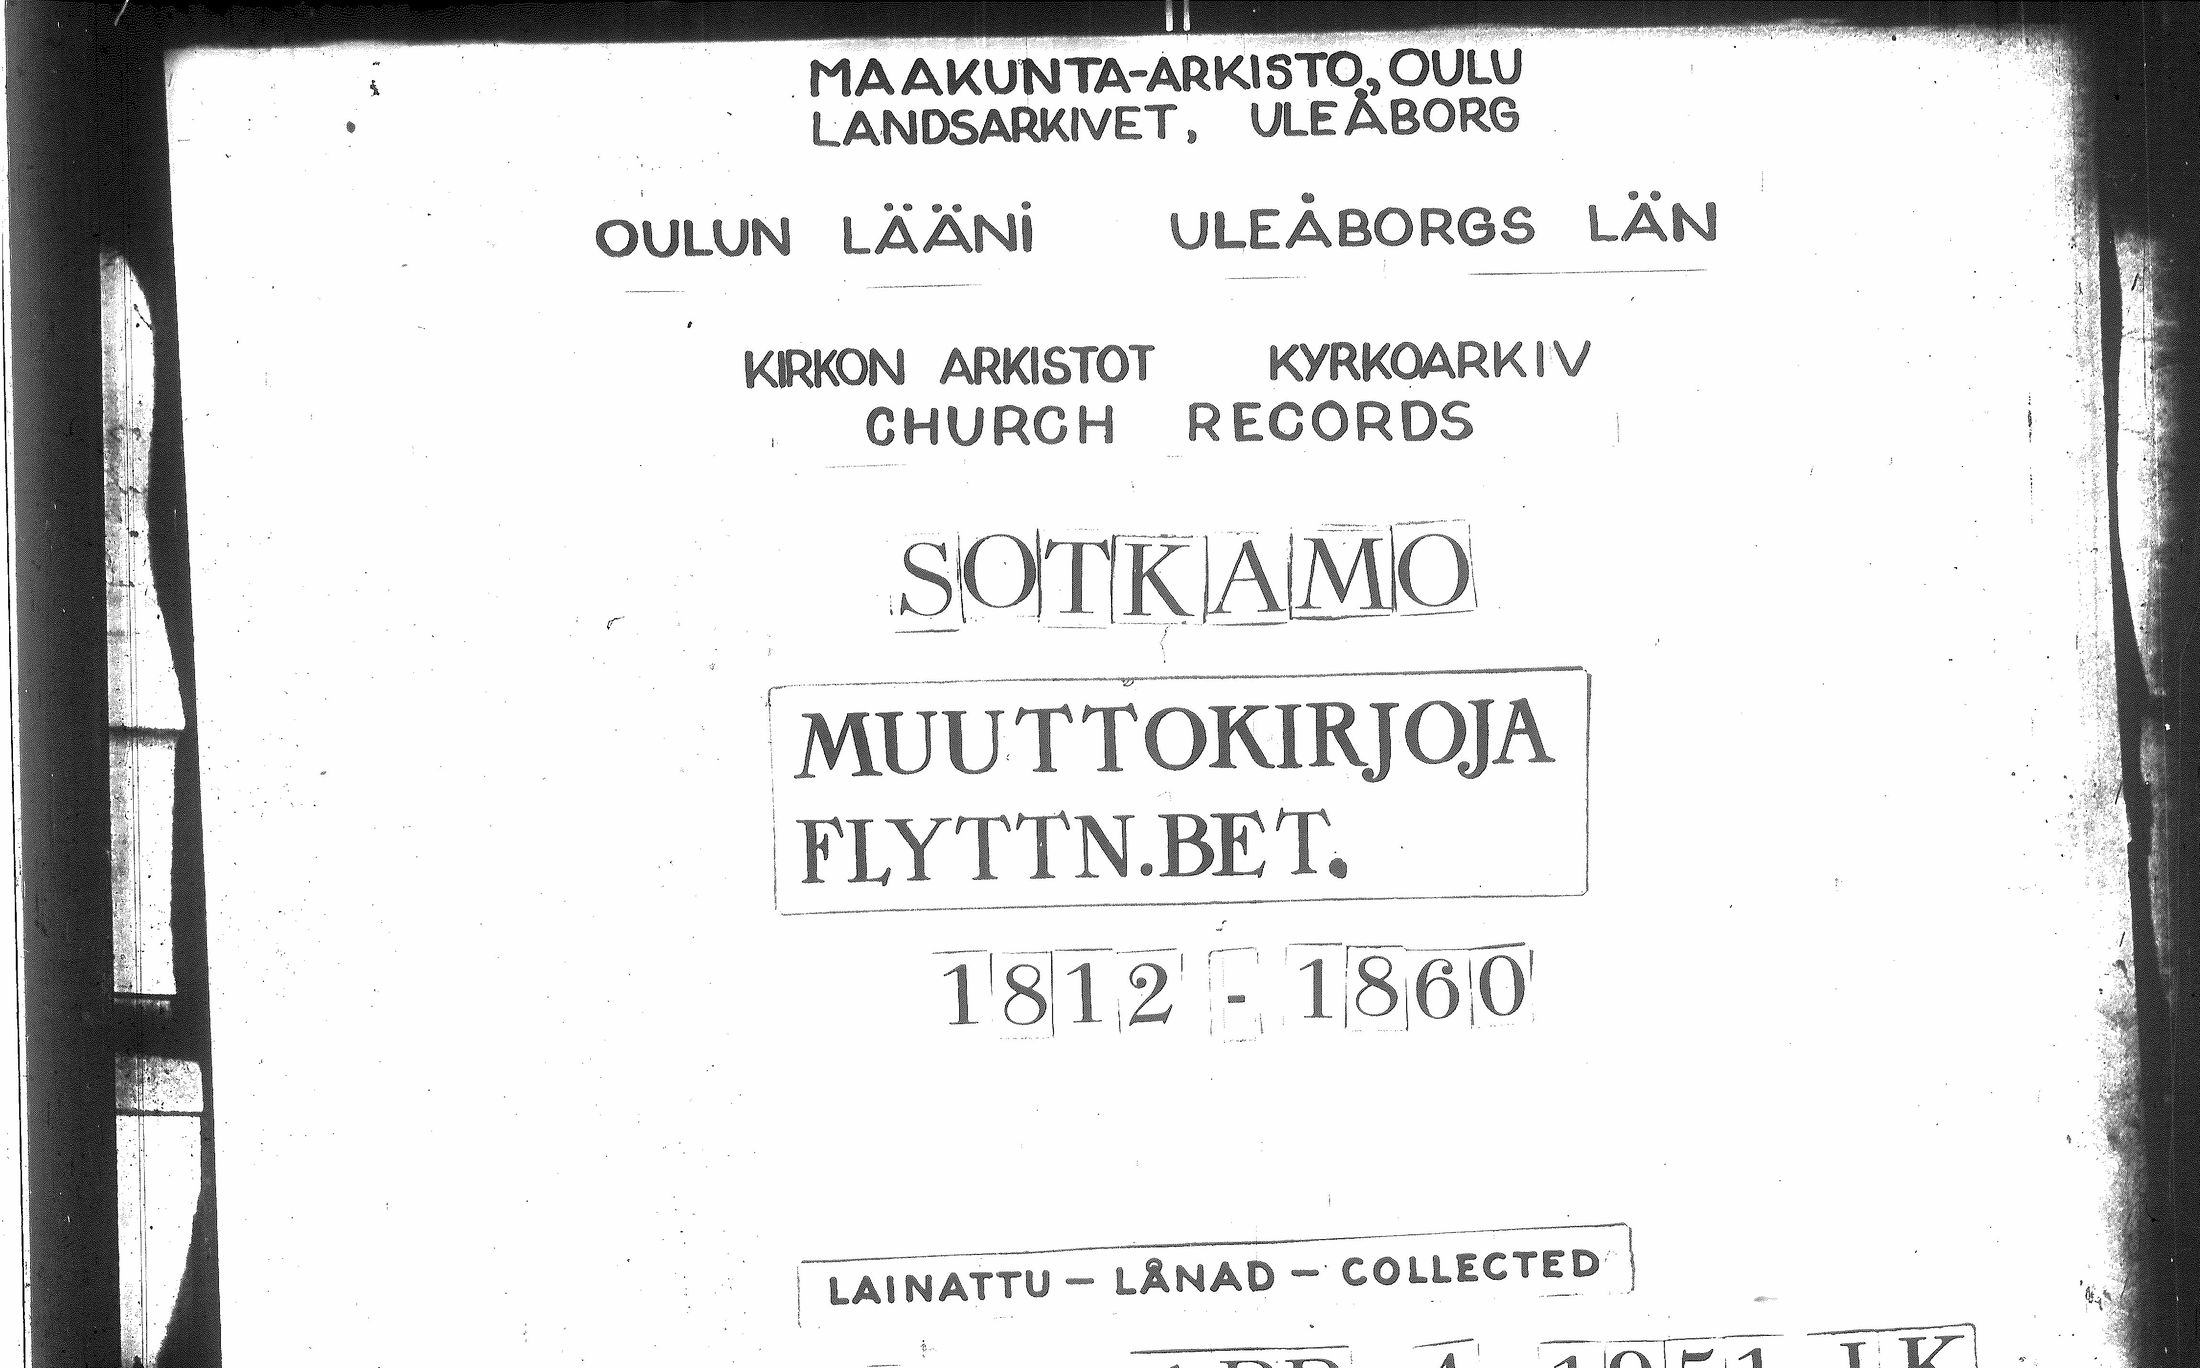 MAAKUNTA-ARKISTO, OULU
LANDSARKIVET, ULEÅBORG
OULUN LÄÄNI ULEÅBORGS LÄN
KIRKON ARKISTOT KYRKOARKIV
CHURCH RECORDS
SOTKAMO
MUUTTOKIRJOJA
FLYTTN.BET.
1812 - 1860
LAINATTU - LÅNAD - COLLECTED